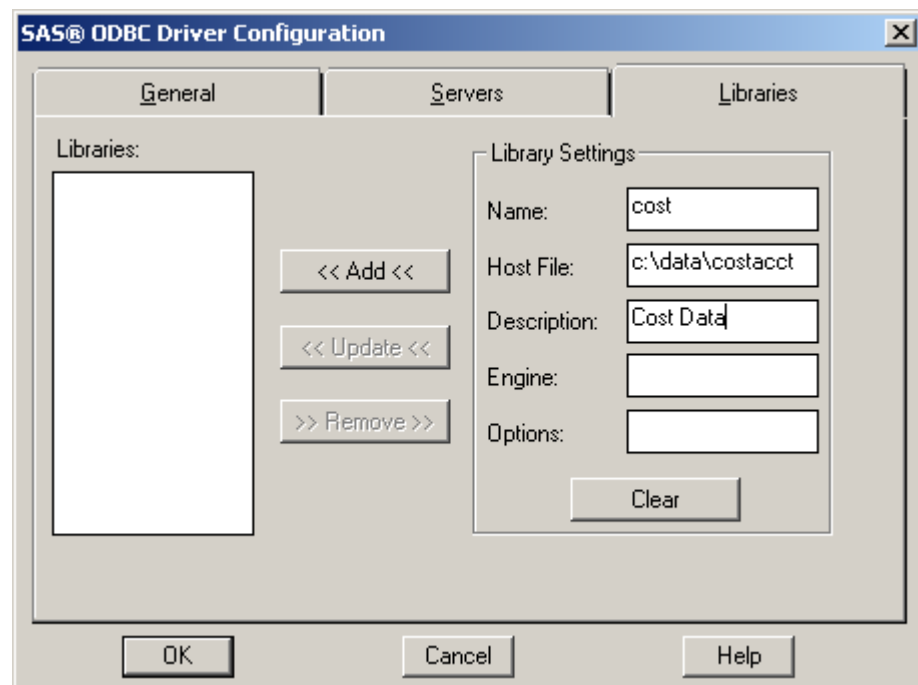 SAS® ODBC Driver Configuration
General Servers Libraries
Libraries:
Library Settings
Name: cost
<< Add <<
Host File: c:\data\costacct
Description: Cost Data
<< Update <<
Engine:
>> Remove >>
Options:
Clear
OK Cancel Help